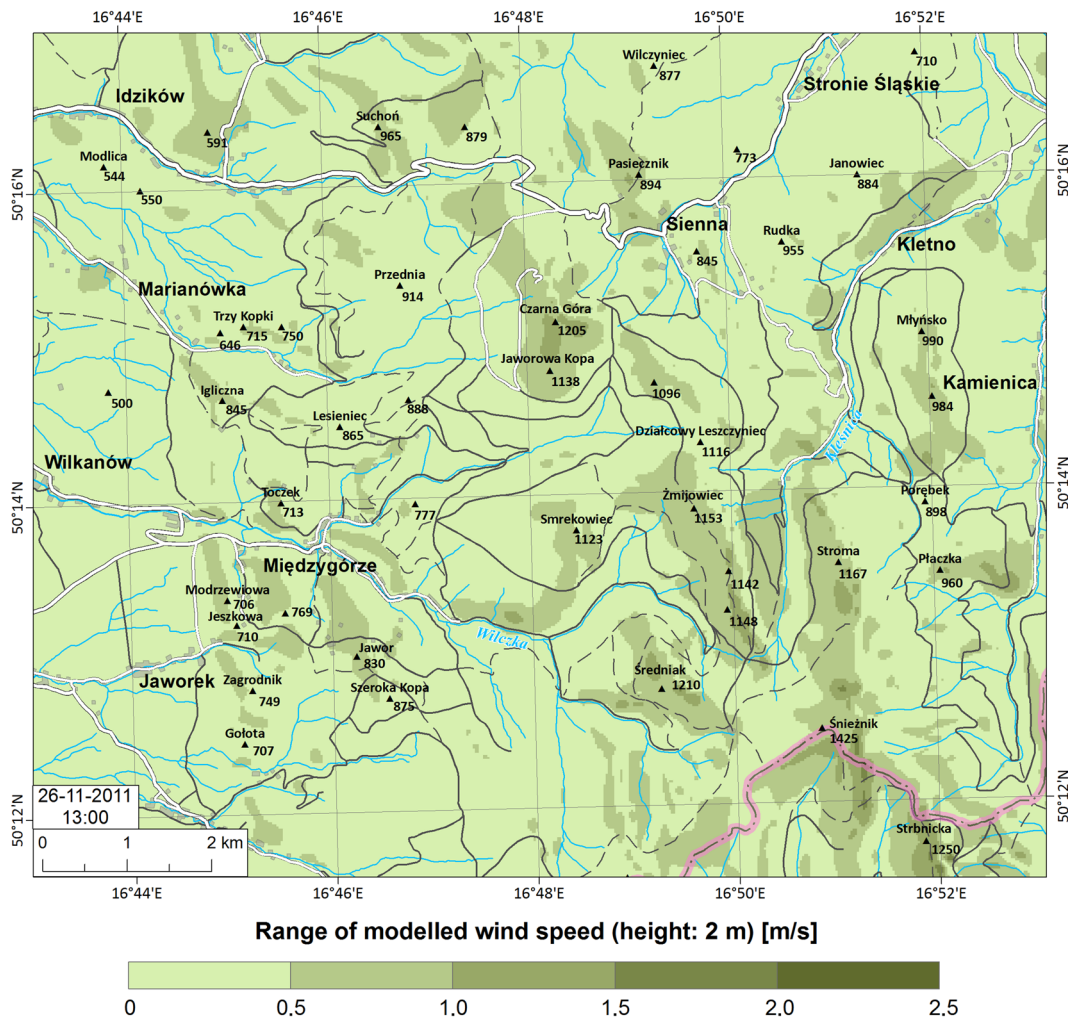 16°44'E 16°46'E 16°48'E 16°50'E 16°52'E
Wilczyniec
877
710
Stronie Śląskie
Idzików
Suchoń
965
879
591
773
Modlica
544
Pasiecznik
894
Janowiec
884
50°16'N
50°16'N
550
Sienna
Rudka
955
Kletno
845
Przednia
914
Marianówka
Czarna Góra
1205
Trzy Kopki
715
750
646
Młyńsko
990
Jaworowa Kopa
1138
Kamienica
1096
Igliczna
845
500
888
984
Lesieniec
865
Działcowy Leszczyniec
1116
Kleśnica
Wilkanów
Toczek
713
777
Żmijowiec
1153
Porębek
898
50°14'N
50°14'N
Smrekowiec
1123
Międzygórze
Stroma
1167
Płaczka
960
1142
Modrzewiowa
706
769
1148
Jeszkowa
710
Wilczka
Jawor
830
Jaworek
Zagrodnik
749
Szeroka Kopa
875
Średniak
1210
Śnieżnik
1425
Gołota
707
50°12'N
50°12'N
26-11-2011
13:00
Strbnicka
1250
0 1 2 km
16°44'E 16°46'E 16°48'E 16°50'E 16°52'E
Range of modelled wind speed (height: 2 m) [m/s]
0 0.5 1.0 1.5 2.0 2.5